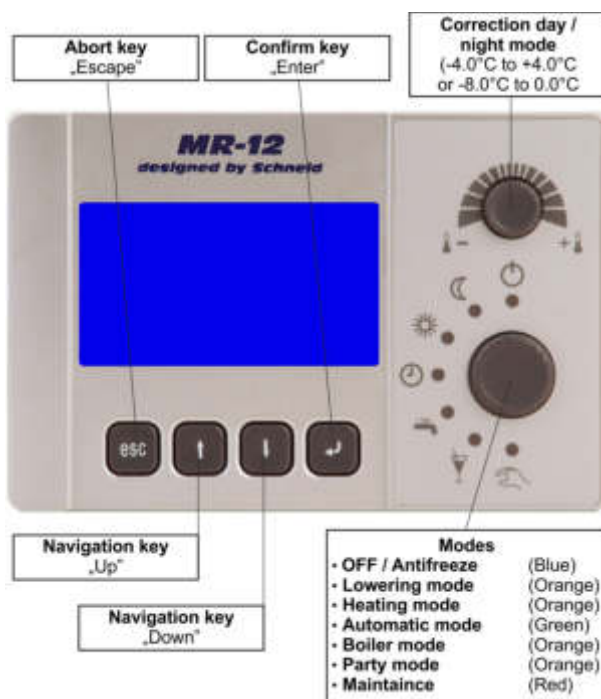 Abort key
„Escape”
Confirm key
„Enter”
Correction day /
night mode
(-4.0°C to +4.0°C
or -8.0°C to 0.0°C
MR-12
designed by Schneid
- +
esc
Navigation key
„Up”
Navigation key
„Down”
Modes
· OFF / Antifreeze (Blue)
· Lowering mode (Orange)
· Heating mode (Orange)
· Automatic mode (Green)
· Boiler mode (Orange)
· Party mode (Orange)
· Maintaince (Red)